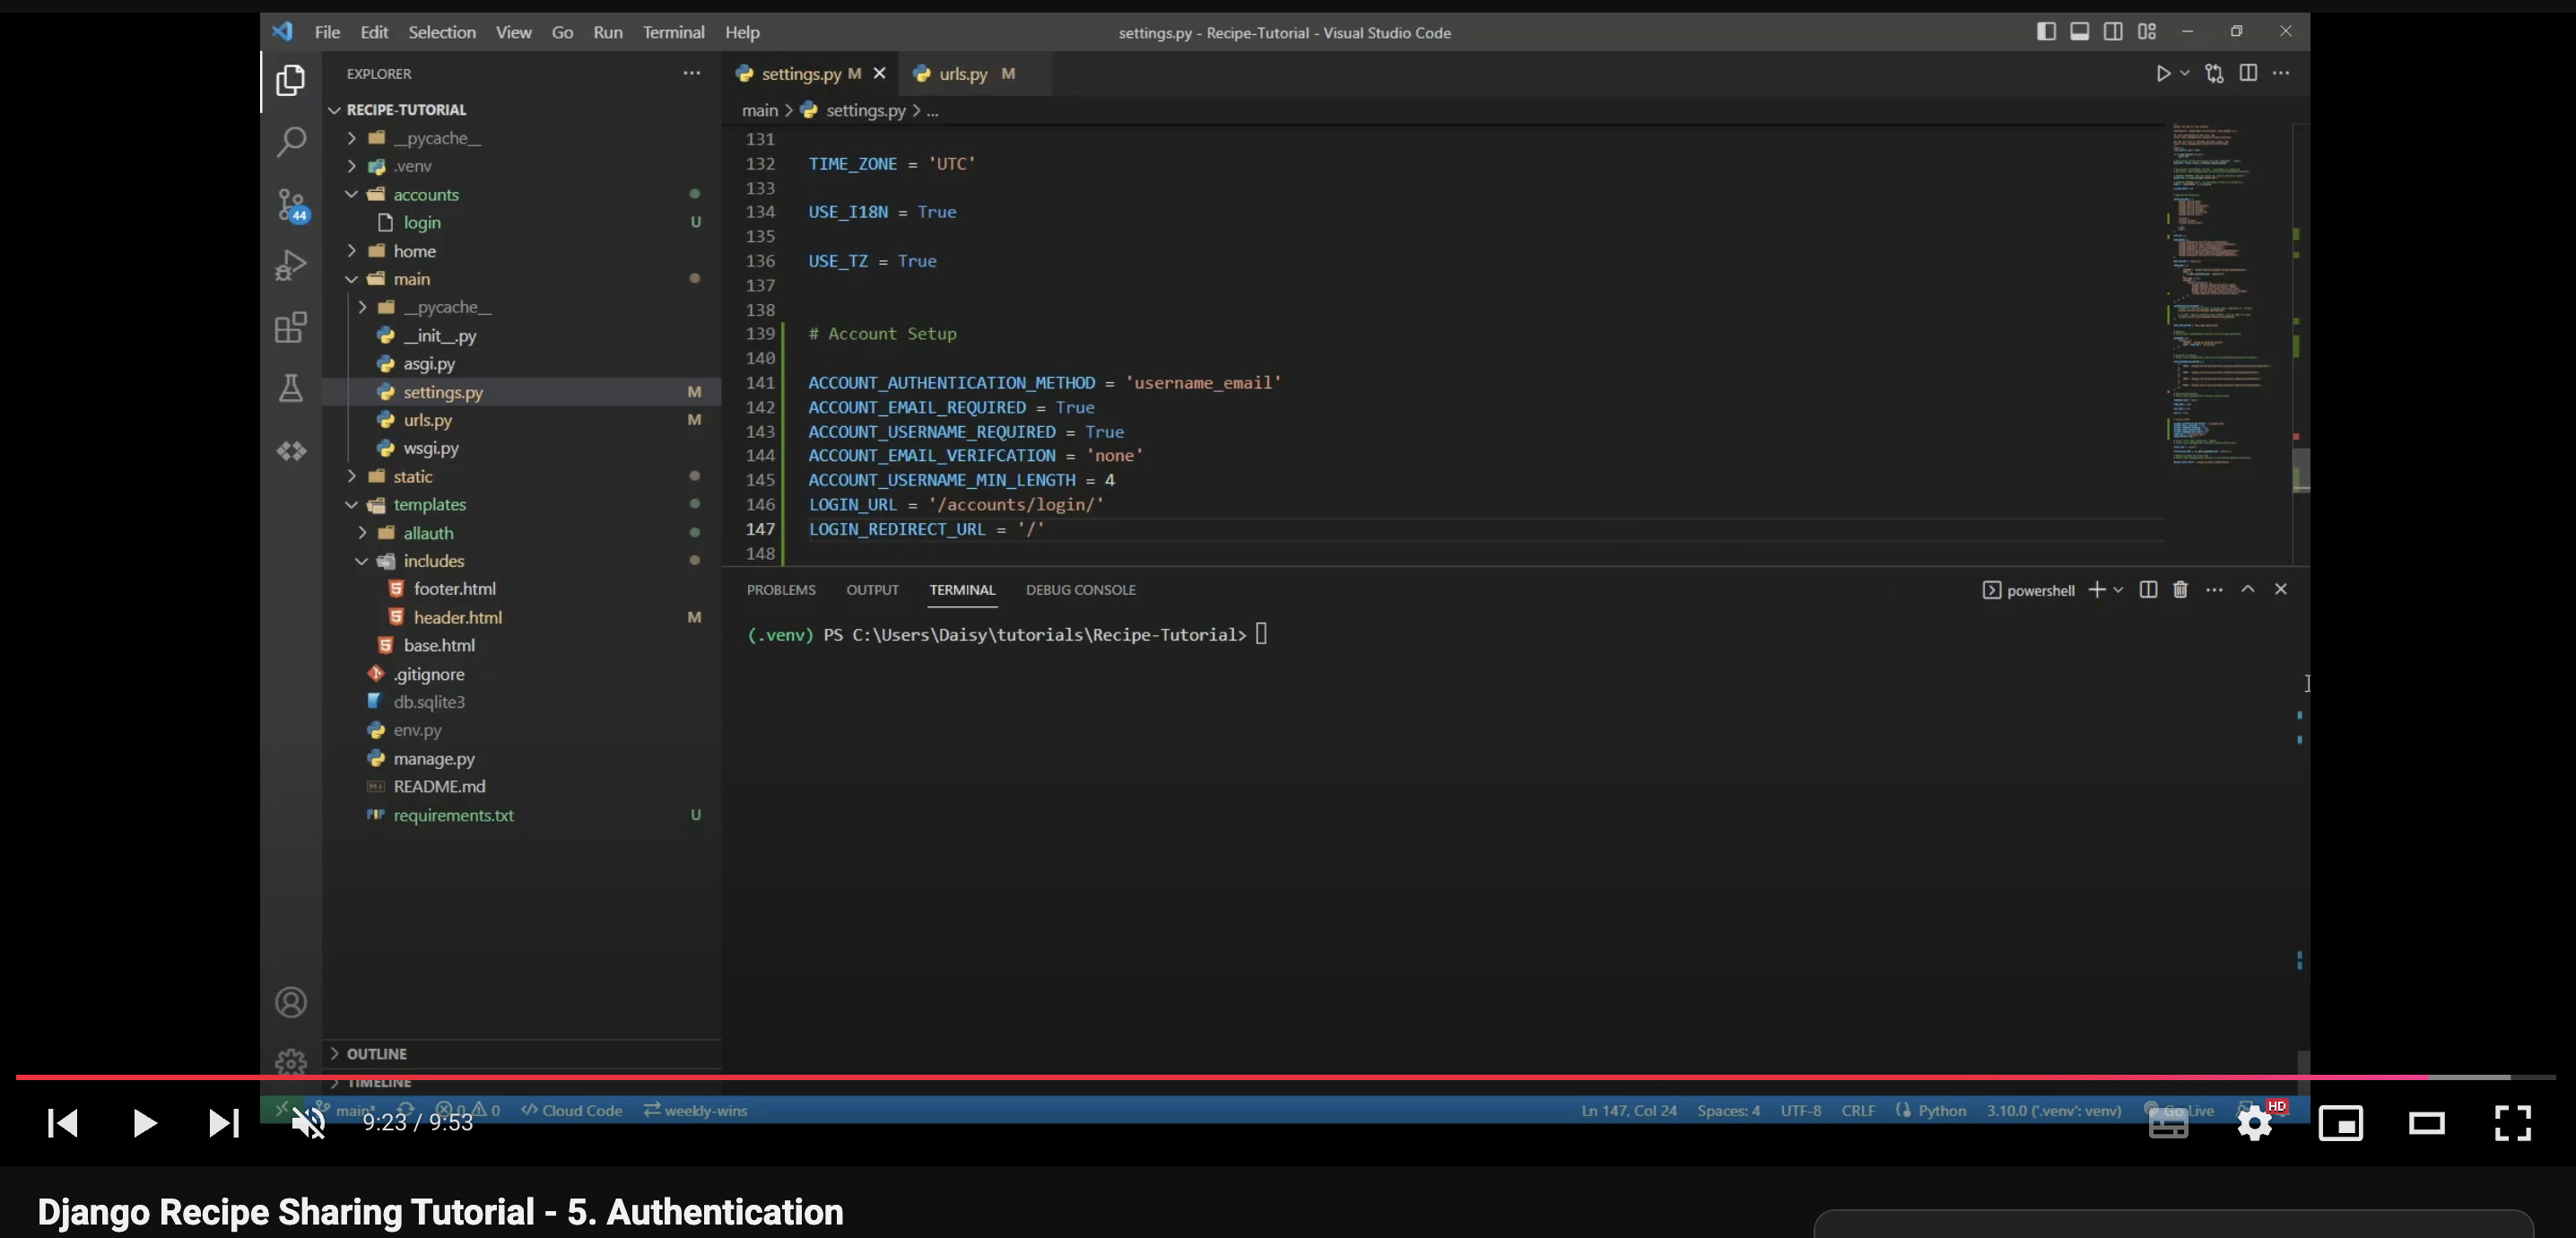 File Edit Selection View Go Run Terminal Help
settings.py - Recipe-Tutorial - Visual Studio Code
EXPLORER
RECIPE-TUTORIAL
__pycache__
.venv
accounts
login U
home
main
__pycache__
__init__.py
asgi.py
settings.py M
urls.py M
wsgi.py
static
templates
allauth
includes
footer.html
header.html M
base.html
.gitignore
db.sqlite3
env.py
manage.py
README.md
requirements.txt U
OUTLINE
TIMELINE
44
settings.py M urls.py M
main > settings.py > ...
131
132 TIME_ZONE = 'UTC'
133
134 USE_I18N = True
135
136 USE_TZ = True
137
138
139 # Account Setup
140
141 ACCOUNT_AUTHENTICATION_METHOD = 'username_email'
142 ACCOUNT_EMAIL_REQUIRED = True
143 ACCOUNT_USERNAME_REQUIRED = True
144 ACCOUNT_EMAIL_VERIFCATION = 'none'
145 ACCOUNT_USERNAME_MIN_LENGTH = 4
146 LOGIN_URL = '/accounts/login/'
147 LOGIN_REDIRECT_URL = '/'
148
PROBLEMS OUTPUT TERMINAL DEBUG CONSOLE
powershell
(.venv) PS C:\Users\Daisy\tutorials\Recipe-Tutorial>
main* 0 0 Cloud Code weekly-wins
Ln 147, Col 24 Spaces: 4 UTF-8 CRLF Python 3.10.0 ('.venv': venv) Go Live
9:23 / 9:53
HD
Django Recipe Sharing Tutorial - 5. Authentication